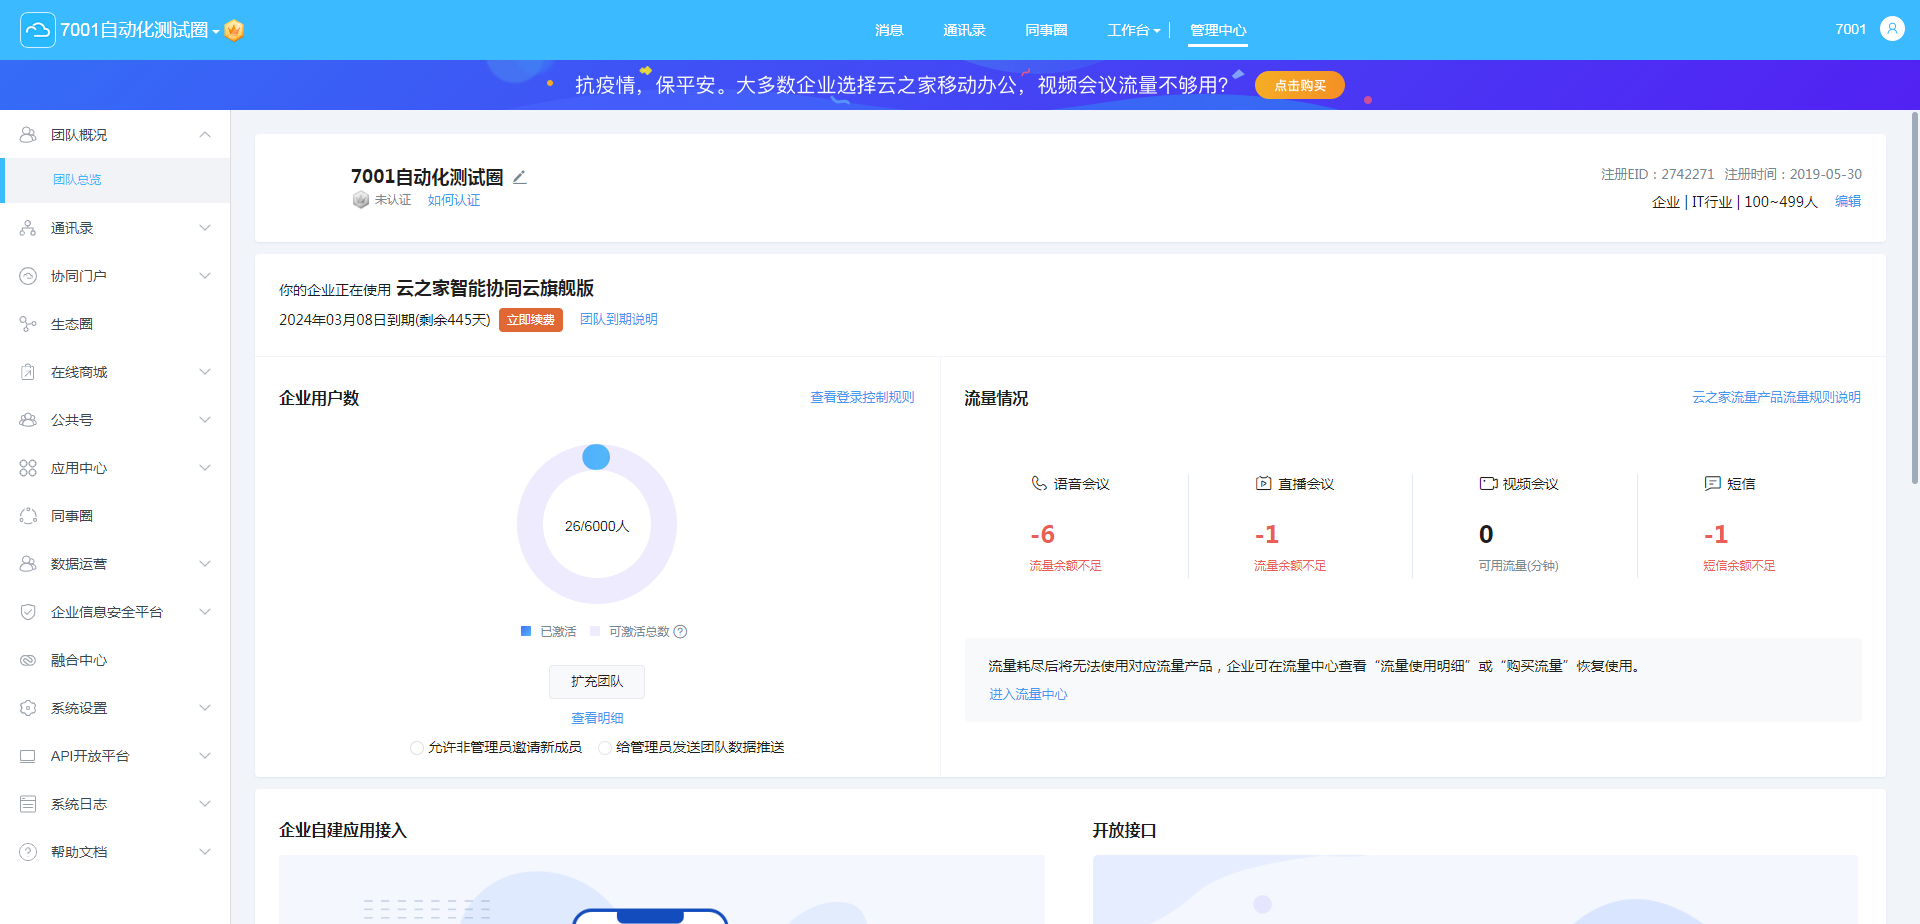 7001自动化测试圈
消息
通讯录
同事圈
工作台
管理中心
7001
抗疫情，保平安。大多数企业选择云之家移动办公，视频会议流量不够用？
点击购买
团队概况
团队总览
通讯录
协同门户
生态圈
在线商城
公共号
应用中心
同事圈
数据运营
企业信息安全平台
融合中心
系统设置
API开放平台
系统日志
帮助文档
7001自动化测试圈
未认证 如何认证
注册EID：2742271 注册时间：2019-05-30
企业 | IT行业 | 100~499人 编辑
你的企业正在使用 云之家智能协同云旗舰版
2024年03月08日到期(剩余445天) 立即续费 团队到期说明
企业用户数
查看登录控制规则
26/6000人
已激活 可激活总数
扩充团队
查看明细
允许非管理员邀请新成员 给管理员发送团队数据推送
流量情况
云之家流量产品流量规则说明
语音会议
-6
流量余额不足
直播会议
-1
流量余额不足
视频会议
0
可用流量(分钟)
短信
-1
短信余额不足
流量耗尽后将无法使用对应流量产品，企业可在流量中心查看“流量使用明细”或“购买流量”恢复使用。
进入流量中心
企业自建应用接入
开放接口